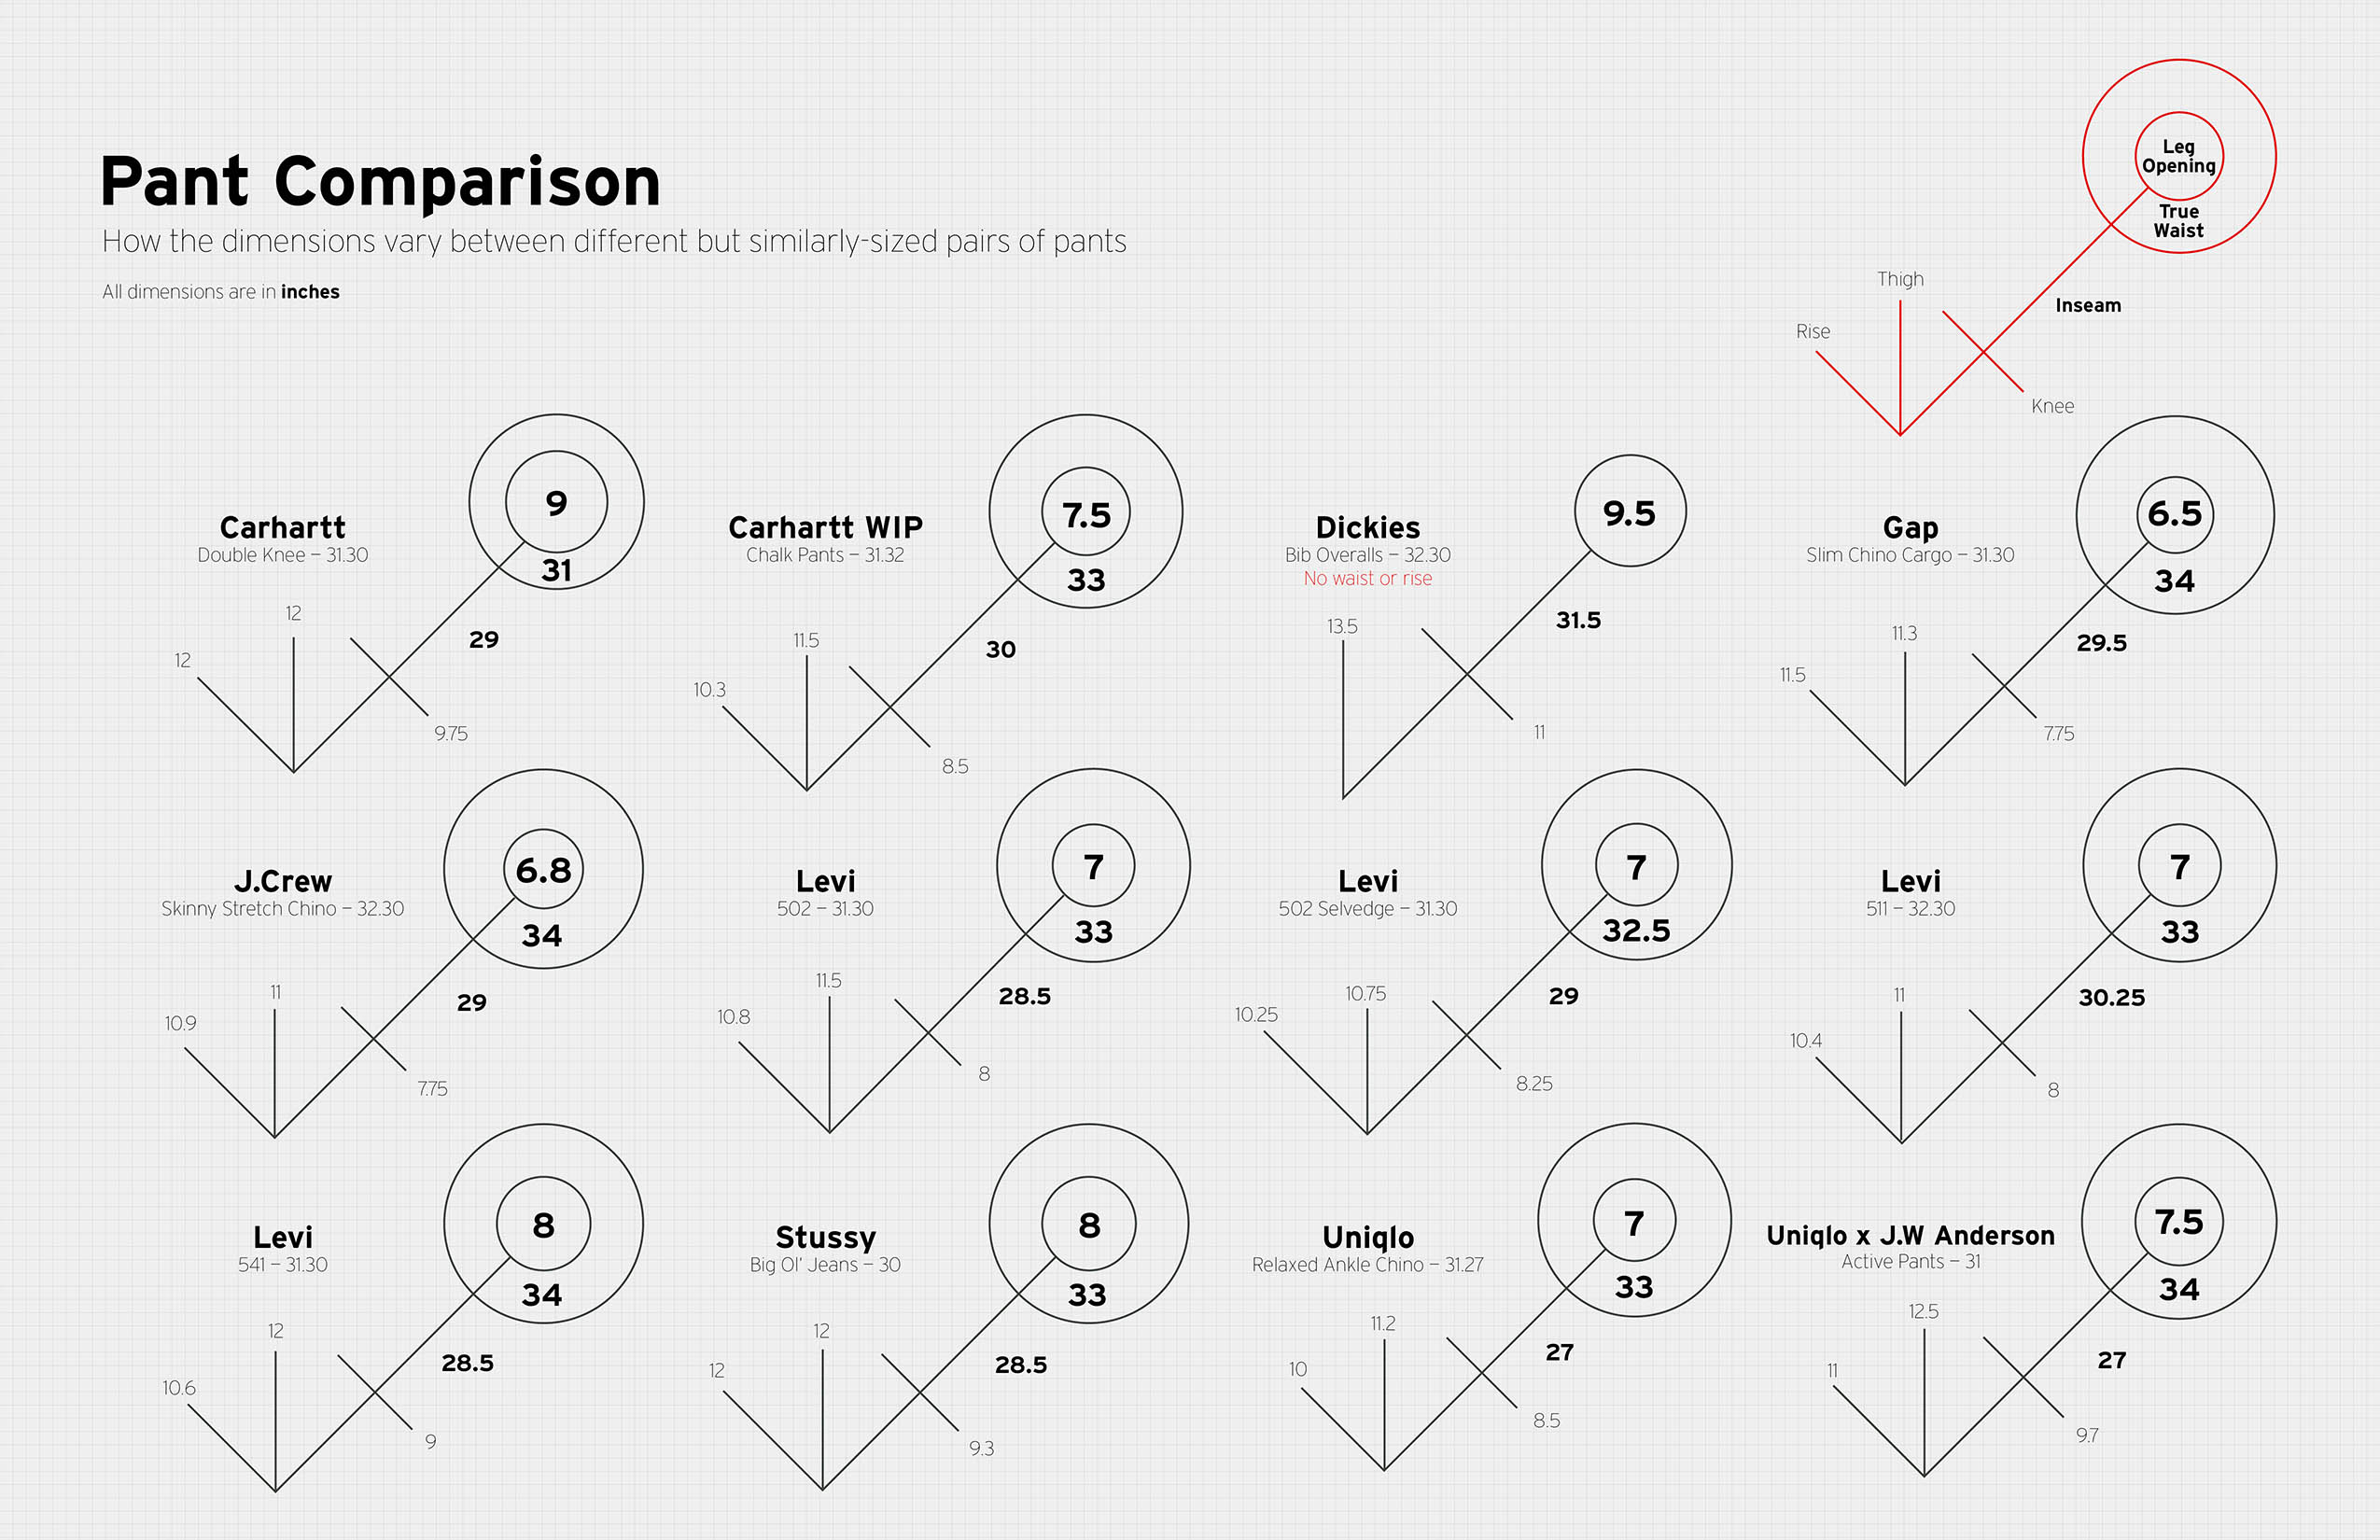 Pant Comparison
How the dimensions vary between different but similarly-sized pairs of pants
All dimensions are in inches
Leg
Opening
True
Waist
Thigh
Inseam
Rise
Knee
Carhartt
Double Knee – 31.30
9
31
29
12
12
9.75
Carhartt WIP
Chalk Pants – 31.32
7.5
33
30
11.5
10.3
8.5
Dickies
Bib Overalls – 32.30
No waist or rise
9.5
31.5
13.5
11
Gap
Slim Chino Cargo – 31.30
6.5
34
29.5
11.3
11.5
7.75
J.Crew
Skinny Stretch Chino – 32.30
6.8
34
29
11
10.9
7.75
Levi
502 – 31.30
7
33
28.5
11.5
10.8
8
Levi
502 Selvedge – 31.30
7
32.5
29
10.75
10.25
8.25
Levi
511 – 32.30
7
33
30.25
11
10.4
8
Levi
541 – 31.30
8
34
28.5
12
10.6
9
Stussy
Big Ol' Jeans – 30
8
33
28.5
12
12
9.3
Uniqlo
Relaxed Ankle Chino – 31.27
7
33
27
11.2
10
8.5
Uniqlo x J.W Anderson
Active Pants – 31
7.5
34
27
12.5
11
9.7